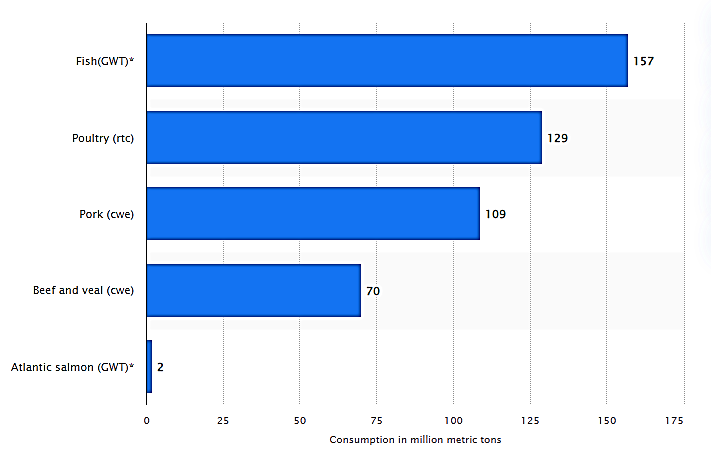 Fish(GWT)*
157
Poultry (rtc)
129
Pork (cwe)
109
Beef and veal (cwe)
70
Atlantic salmon (GWT)*
2
0 25 50 75 100 125 150 175
Consumption in million metric tons